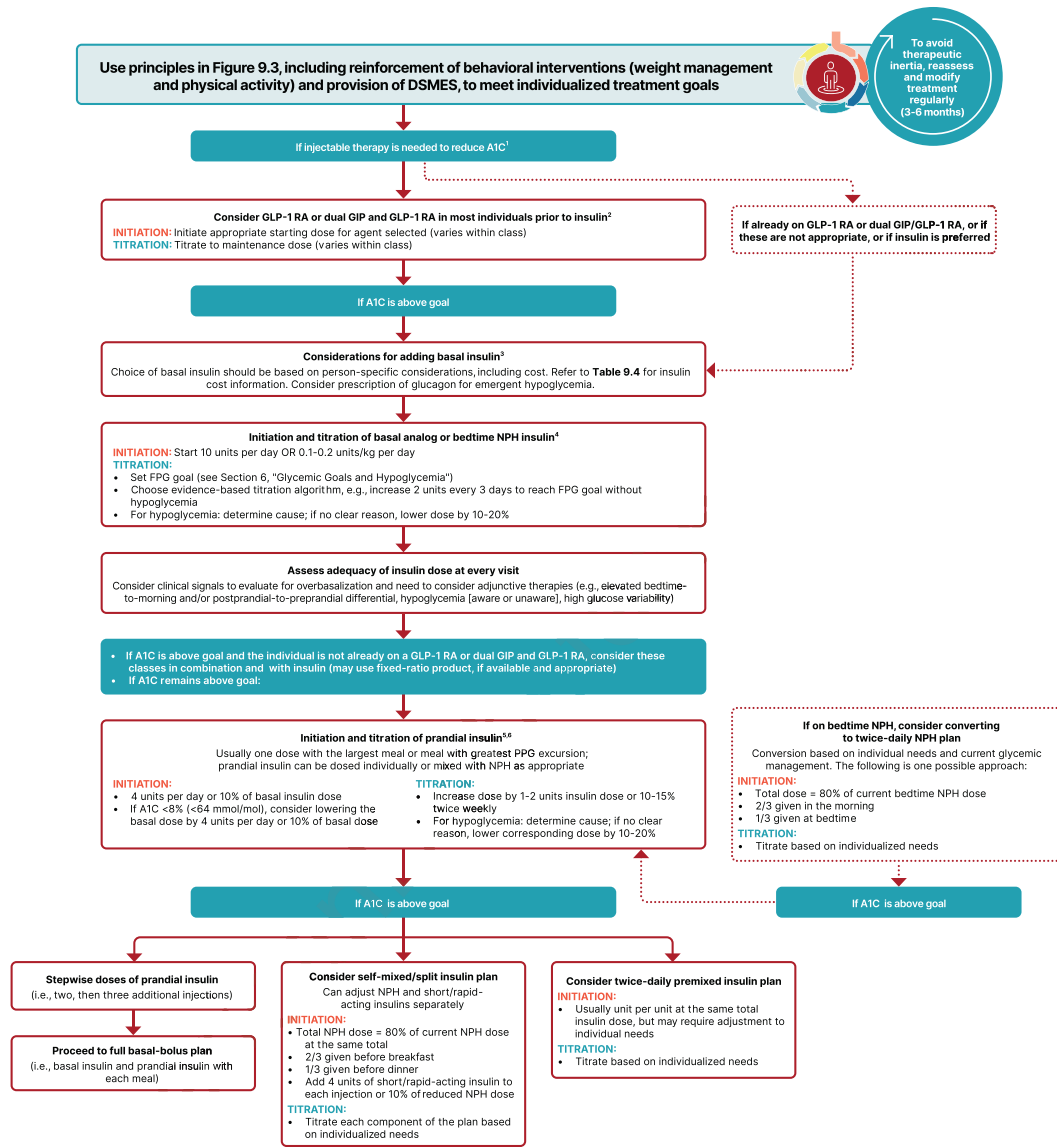 Use principles in Figure 9.3, including reinforcement of behavioral interventions (weight management
and physical activity) and provision of DSMES, to meet individualized treatment goals
To avoid
therapeutic
inertia, reassess
and modify
treatment
regularly
(3-6 months)
If injectable therapy is needed to reduce A1C¹
Consider GLP-1 RA or dual GIP and GLP-1 RA in most individuals prior to insulin²
INITIATION: Initiate appropriate starting dose for agent selected (varies within class)
TITRATION: Titrate to maintenance dose (varies within class)
If already on GLP-1 RA or dual GIP/GLP-1 RA, or if
these are not appropriate, or if insulin is preferred
If A1C is above goal
Considerations for adding basal insulin³
Choice of basal insulin should be based on person-specific considerations, including cost. Refer to Table 9.4 for insulin
cost information. Consider prescription of glucagon for emergent hypoglycemia.
Initiation and titration of basal analog or bedtime NPH insulin⁴
INITIATION: Start 10 units per day OR 0.1-0.2 units/kg per day
TITRATION:
• Set FPG goal (see Section 6, "Glycemic Goals and Hypoglycemia")
• Choose evidence-based titration algorithm, e.g., increase 2 units every 3 days to reach FPG goal without
hypoglycemia
• For hypoglycemia: determine cause; if no clear reason, lower dose by 10-20%
Assess adequacy of insulin dose at every visit
Consider clinical signals to evaluate for overbasalization and need to consider adjunctive therapies (e.g., elevated bedtime-
to-morning and/or postprandial-to-preprandial differential, hypoglycemia [aware or unaware], high glucose variability)
• If A1C is above goal and the individual is not already on a GLP-1 RA or dual GIP and GLP-1 RA, consider these
classes in combination and with insulin (may use fixed-ratio product, if available and appropriate)
• If A1C remains above goal:
Initiation and titration of prandial insulin⁵,⁶
Usually one dose with the largest meal or meal with greatest PPG excursion;
prandial insulin can be dosed individually or mixed with NPH as appropriate
INITIATION:
• 4 units per day or 10% of basal insulin dose
• If A1C <8% (<64 mmol/mol), consider lowering the
basal dose by 4 units per day or 10% of basal dose
TITRATION:
• Increase dose by 1-2 units insulin dose or 10-15%
twice weekly
• For hypoglycemia: determine cause; if no clear
reason, lower corresponding dose by 10-20%
If on bedtime NPH, consider converting
to twice-daily NPH plan
Conversion based on individual needs and current glycemic
management. The following is one possible approach:
INITIATION:
• Total dose = 80% of current bedtime NPH dose
• 2/3 given in the morning
• 1/3 given at bedtime
TITRATION:
• Titrate based on individualized needs
If A1C is above goal
If A1C is above goal
Stepwise doses of prandial insulin
(i.e., two, then three additional injections)
Proceed to full basal-bolus plan
(i.e., basal insulin and prandial insulin with
each meal)
Consider self-mixed/split insulin plan
Can adjust NPH and short/rapid-
acting insulins separately
INITIATION:
• Total NPH dose = 80% of current NPH dose
at the same total
• 2/3 given before breakfast
• 1/3 given before dinner
• Add 4 units of short/rapid-acting insulin to
each injection or 10% of reduced NPH dose
TITRATION:
• Titrate each component of the plan based
on individualized needs
Consider twice-daily premixed insulin plan
INITIATION:
• Usually unit per unit at the same total
insulin dose, but may require adjustment to
individual needs
TITRATION:
• Titrate based on individualized needs